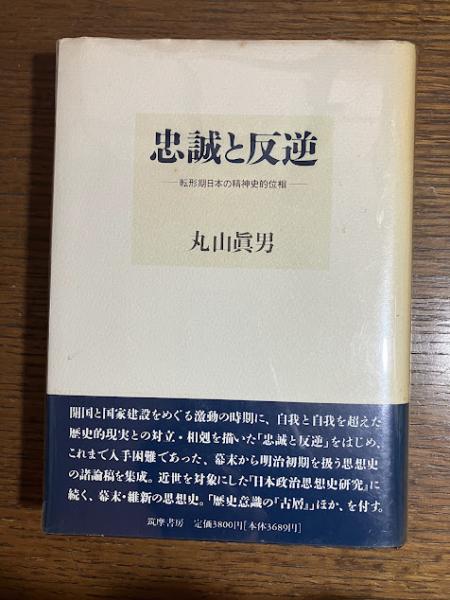 忠誠と反逆
―転形期日本の精神史的位相―
丸山眞男
開国と国家建設をめぐる激動の時期に、自我と自我を超えた
歴史的現実との対立・相剋を描いた「忠誠と反逆」をはじめ、
これまで入手困難であった、幕末から明治初期を扱う思想史
の諸論稿を集成。近世を対象にした『日本政治思想史研究』に
続く、幕末・維新の思想史。「歴史意識の『古層』」ほか、を付す。
筑摩書房 定価3800円[本体3689円]